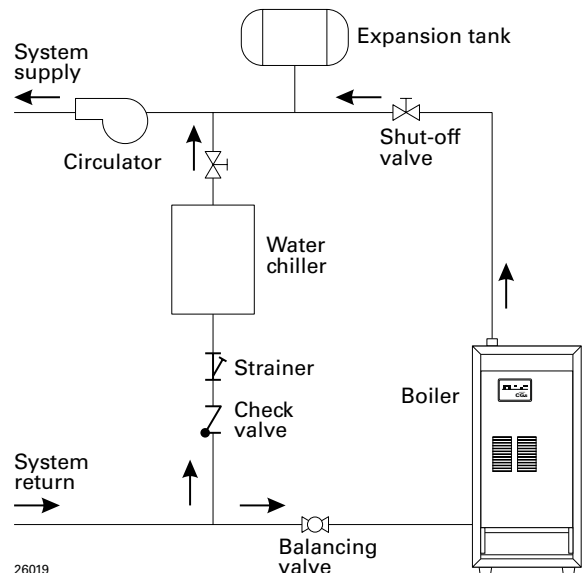 Expansion tank
System
supply
Circulator
Shut-off
valve
Water
chiller
Strainer
Check
valve
Boiler
CGa
System
return
Balancing
valve
26019